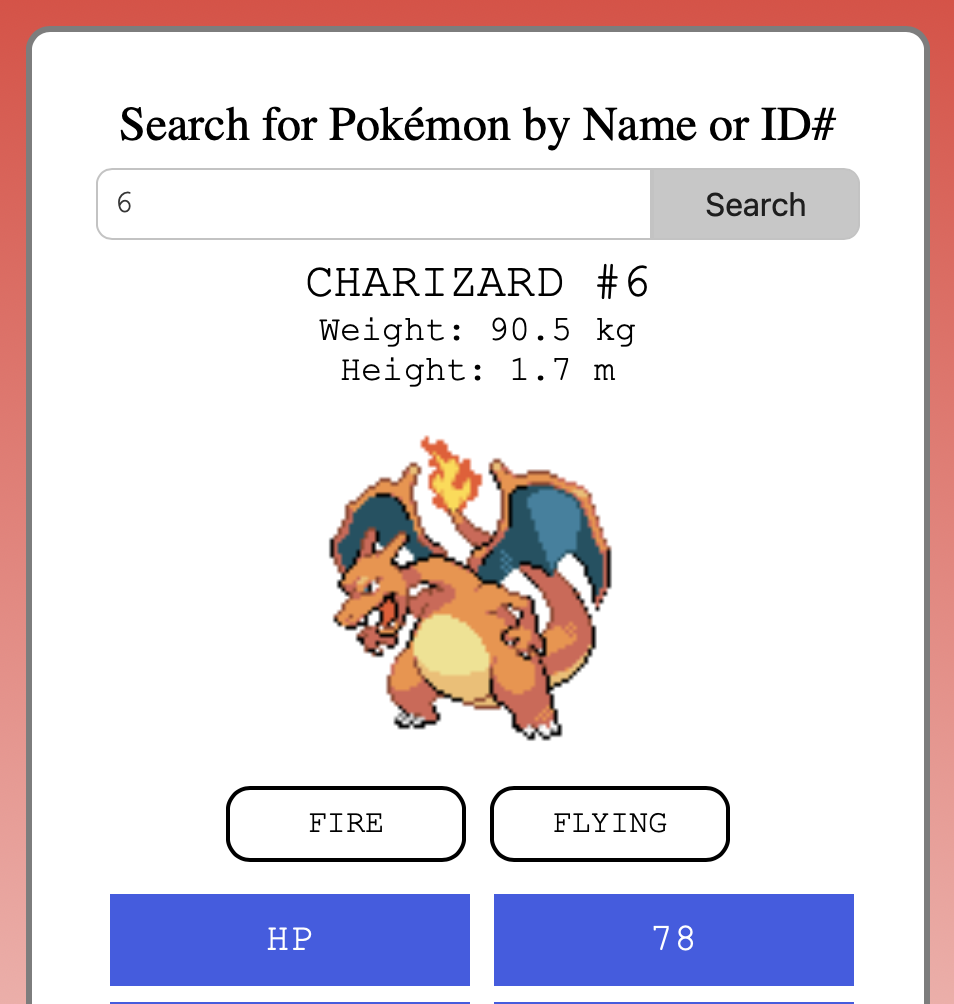 Search for Pokémon by Name or ID#
6 Search
CHARIZARD #6
Weight: 90.5 kg
Height: 1.7 m
FIRE FLYING
HP 78